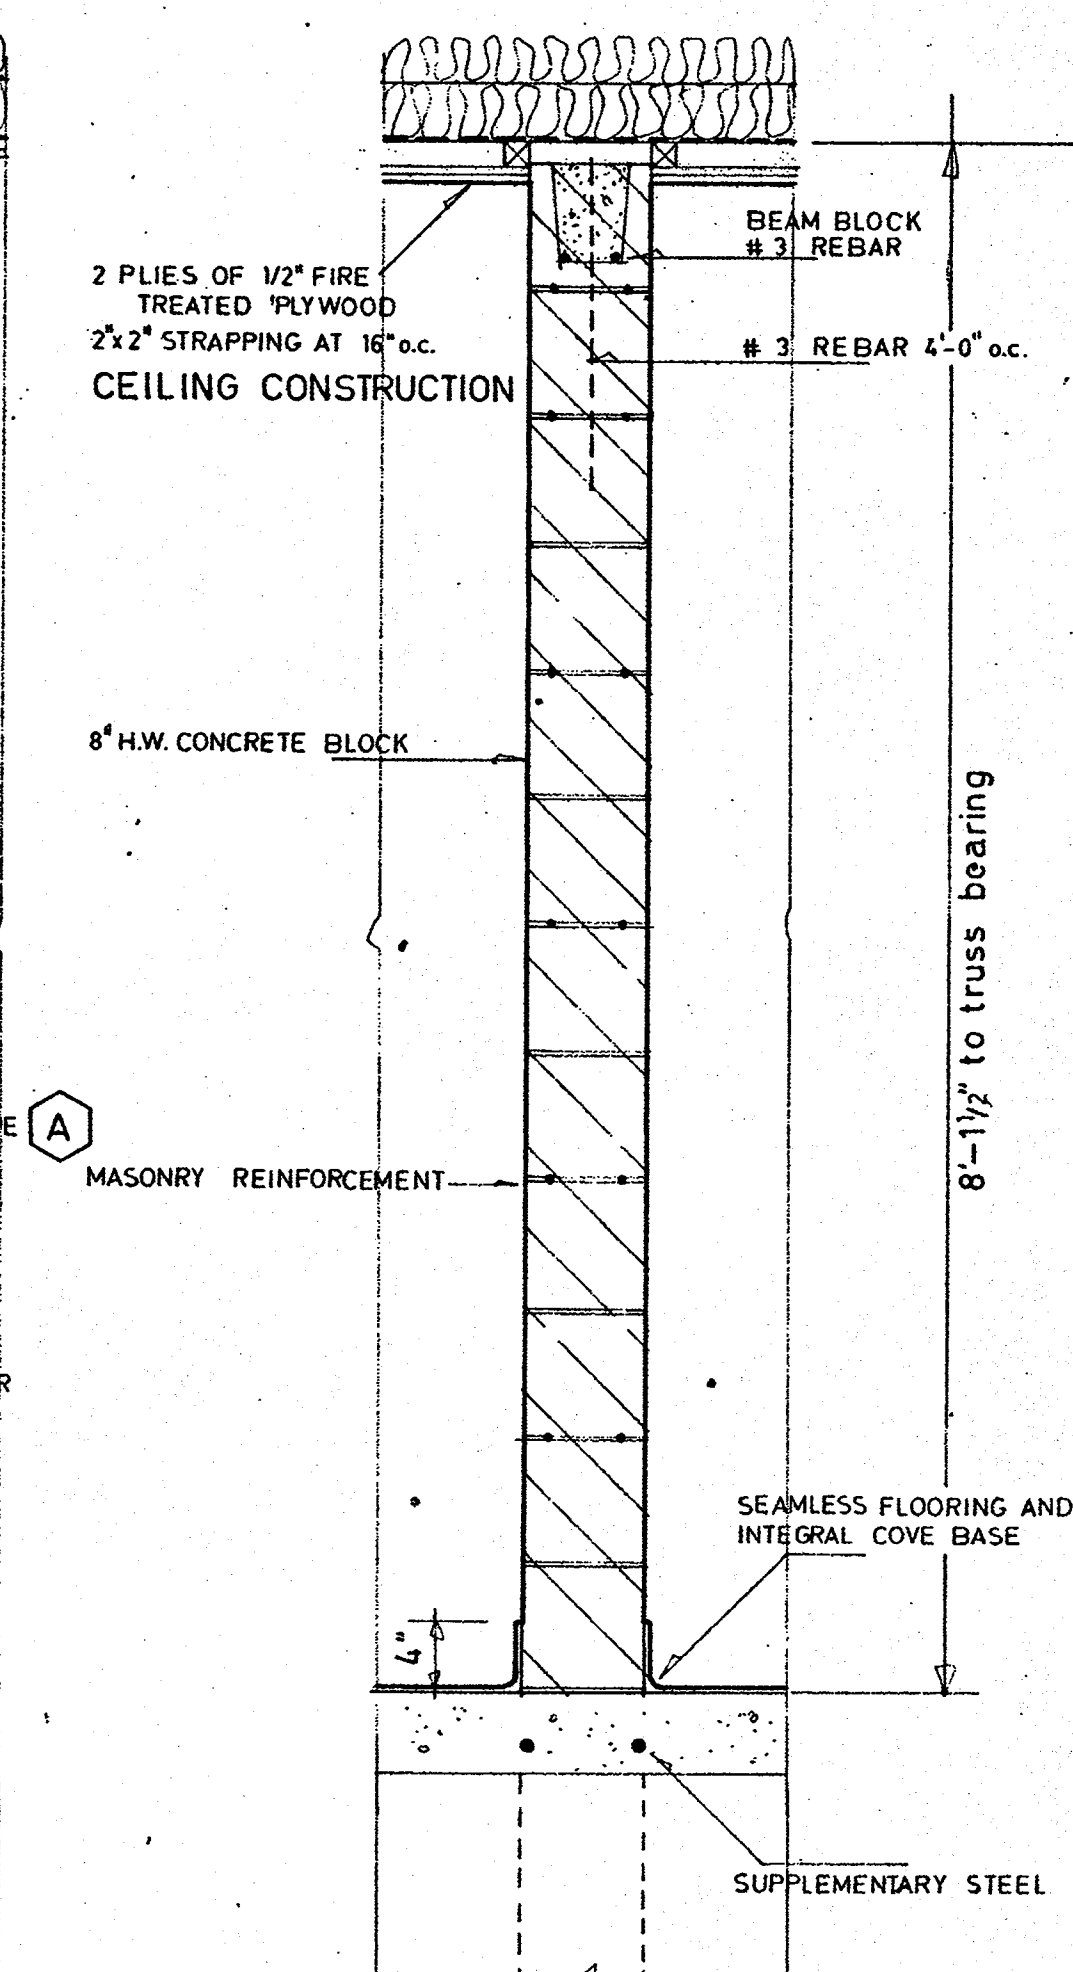 BEAM BLOCK
# 3 REBAR
2 PLIES OF 1/2" FIRE
TREATED PLYWOOD
2"x2" STRAPPING AT 16" o.c.
CEILING CONSTRUCTION
# 3 REBAR 4'-0" o.c.
8" H.W. CONCRETE BLOCK
8'-1½" to truss bearing
E
A
MASONRY REINFORCEMENT
R
SEAMLESS FLOORING AND
INTEGRAL COVE BASE
4"
SUPPLEMENTARY STEEL